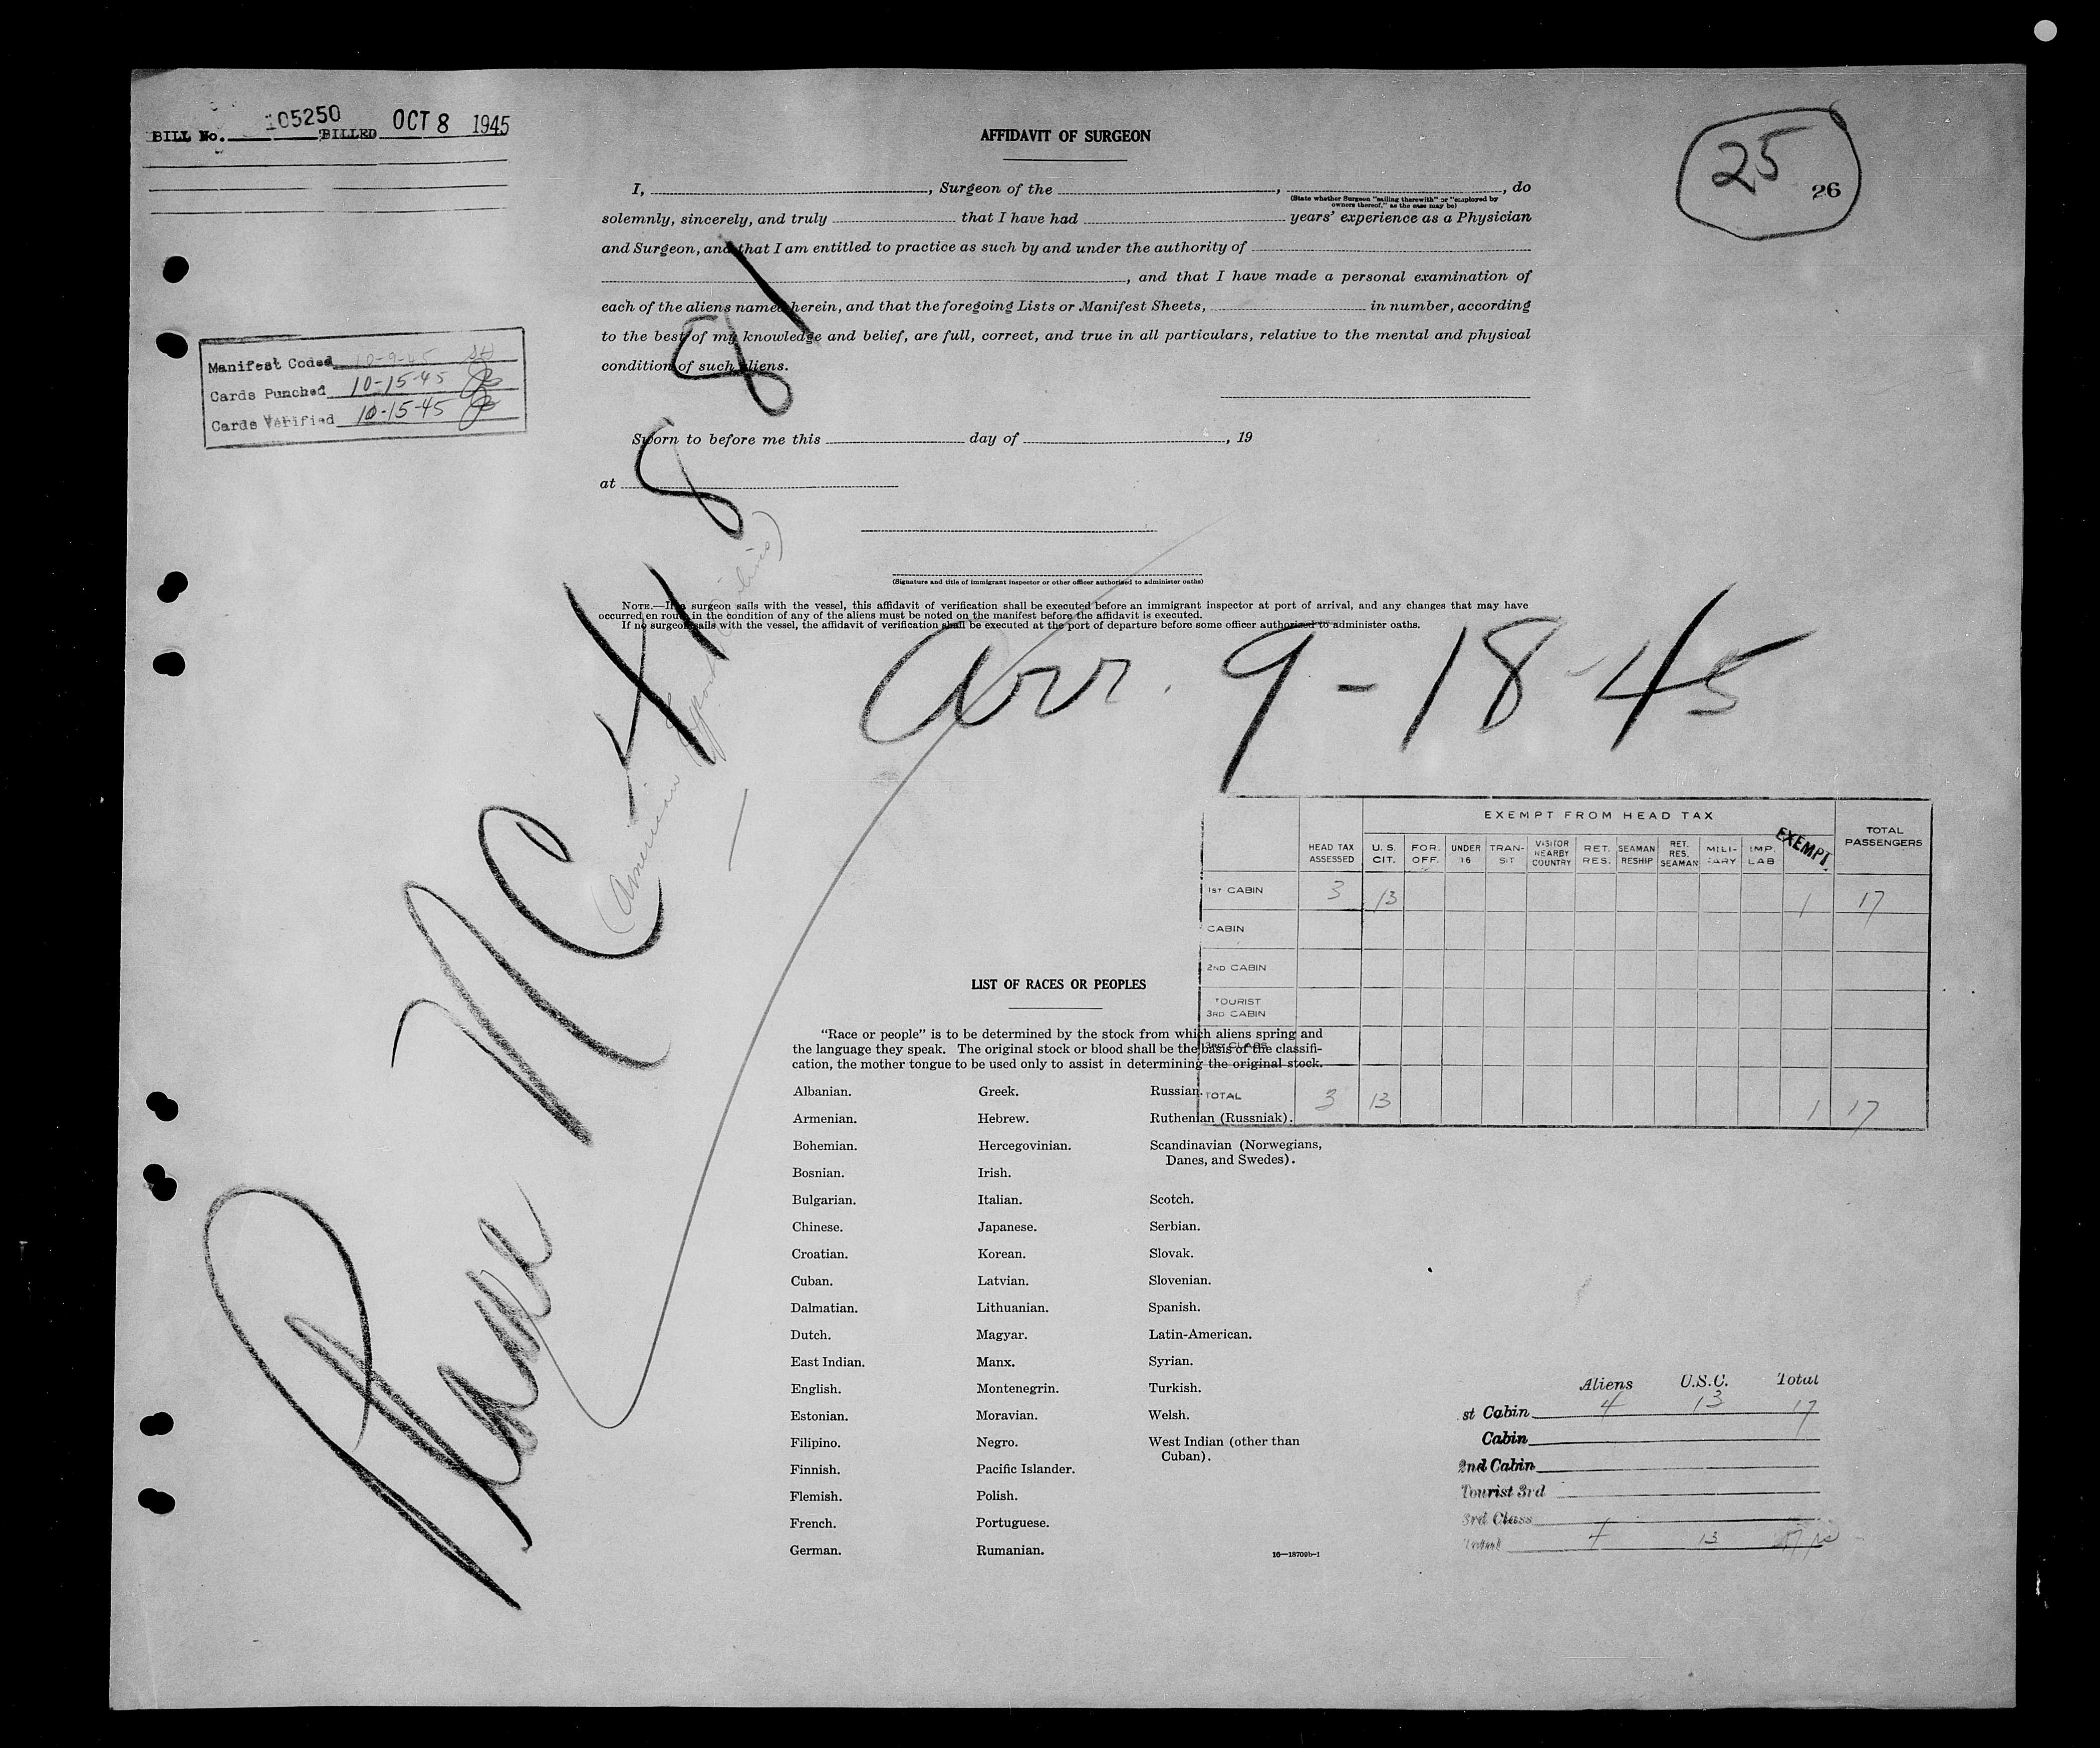 BILL No. 105250 BILLED OCT 8 1945
AFFIDAVIT OF SURGEON
25
26
I, , Surgeon of the , , do
(State whether Surgeon "sailing therewith" or "employed by
owners thereof," as the case may be)
solemnly, sincerely, and truly that I have had years' experience as a Physician
and Surgeon, and that I am entitled to practice as such by and under the authority of
, and that I have made a personal examination of
each of the aliens named herein, and that the foregoing Lists or Manifest Sheets, in number, according
to the best of my knowledge and belief, are full, correct, and true in all particulars, relative to the mental and physical
condition of such aliens.
Manifest Coded 10-9-45
Cards Punched 10-15-45
Cards Verified 10-15-45
Sworn to before me this day of , 19
at
(Signature and title of immigrant inspector or other officer authorized to administer oaths)
NOTE.—If a surgeon sails with the vessel, this affidavit of verification shall be executed before an immigrant inspector at port of arrival, and any changes that may have
occurred en route in the condition of any of the aliens must be noted on the manifest before the affidavit is executed.
If no surgeon sails with the vessel, the affidavit of verification shall be executed at the port of departure before some officer authorized to administer oaths.
Plane NC 41881
(American Export Airlines)
Arr. 9-18-45
EXEMPT FROM HEAD TAX
HEAD TAX ASSESSED U. S. CIT. FOR. OFF. UNDER 16 TRAN- SIT VISITOR NEARBY COUNTRY RET. RES. SEAMAN RESHIP RET. RES. SEAMAN MILI- TARY IMP. LAB EXEMPT TOTAL PASSENGERS
1ST CABIN 3 13 1 17
CABIN
2ND CABIN
TOURIST
3RD CABIN
3RD CLASS
TOTAL 3 13 1 17
LIST OF RACES OR PEOPLES
"Race or people" is to be determined by the stock from which aliens spring and
the language they speak. The original stock or blood shall be the basis of the classifi-
cation, the mother tongue to be used only to assist in determining the original stock.
Albanian. Greek. Russian.
Armenian. Hebrew. Ruthenian (Russniak).
Bohemian. Hercegovinian. Scandinavian (Norwegians,
Danes, and Swedes).
Bosnian. Irish.
Bulgarian. Italian. Scotch.
Chinese. Japanese. Serbian.
Croatian. Korean. Slovak.
Cuban. Latvian. Slovenian.
Dalmatian. Lithuanian. Spanish.
Dutch. Magyar. Latin-American.
East Indian. Manx. Syrian.
English. Montenegrin. Turkish.
Estonian. Moravian. Welsh.
Filipino. Negro. West Indian (other than
Cuban).
Finnish. Pacific Islander.
Flemish. Polish.
French. Portuguese.
German. Rumanian.
16—18709b-1
Aliens U.S.C. Total
st Cabin 4 13 17
Cabin
2nd Cabin
Tourist 3rd
3rd Class
Total 4 13 17